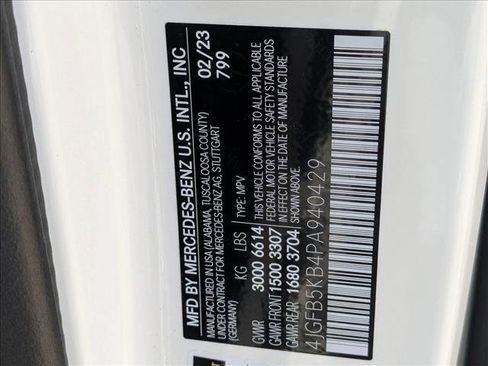 MFD BY MERCEDES-BENZ U.S. INTL., INC
MANUFACTURED IN USA (ALABAMA, TUSCALOOSA COUNTY)
UNDER CONTRACT FOR MERCEDES-BENZ AG, STUTTGART
(GERMANY)
02/23
799
KG LBS
GVWR 3000 6614
GAWR FRONT 1500 3307
GAWR REAR 1680 3704
TYPE: MPV
THIS VEHICLE CONFORMS TO ALL APPLICABLE
FEDERAL MOTOR VEHICLE SAFETY STANDARDS
IN EFFECT ON THE DATE OF MANUFACTURE
SHOWN ABOVE.
4JGFB5KB4PA940429